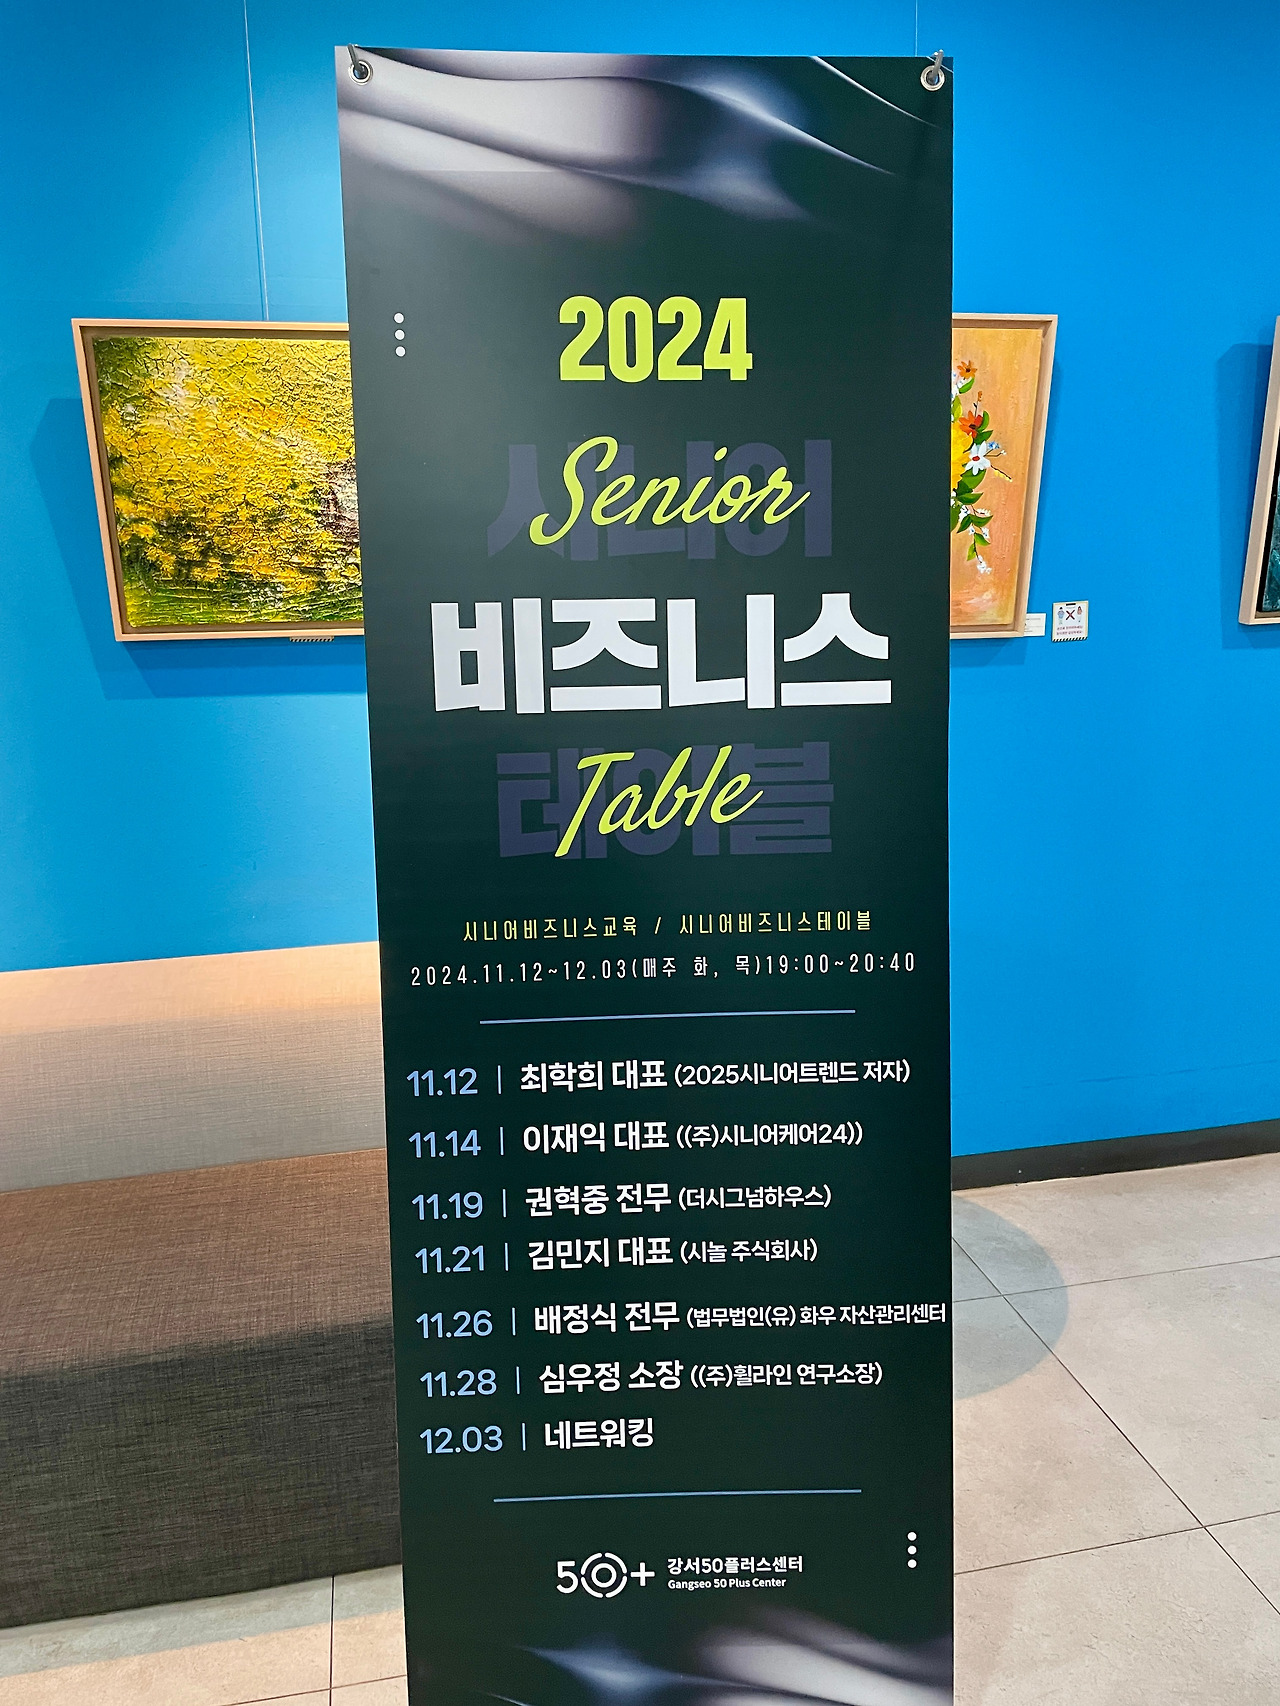 2024
시니어
Senior
비즈니스
테이블
Table
시니어비즈니스교육 / 시니어비즈니스테이블
2024.11.12~12.03(매주 화, 목)19:00~20:40
11.12 | 최학희 대표 (2025시니어트렌드 저자)
11.14 | 이재익 대표 ((주)시니어케어24))
11.19 | 권혁중 전무 (더시그넘하우스)
11.21 | 김민지 대표 (시놀 주식회사)
11.26 | 배정식 전무 (법무법인(유) 화우 자산관리센터
11.28 | 심우정 소장 ((주)휠라인 연구소장)
12.03 | 네트워킹
50+ 강서50플러스센터
Gangseo 50 Plus Center